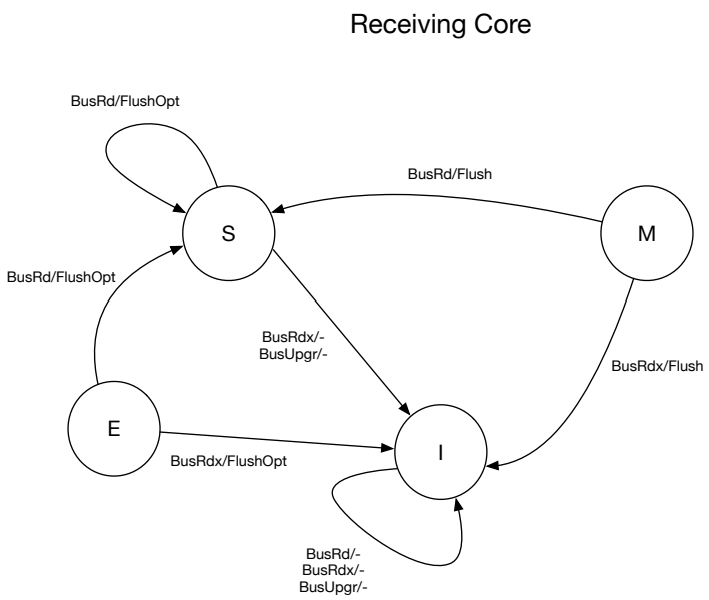 Receiving Core
BusRd/FlushOpt
BusRd/Flush
S
M
BusRd/FlushOpt
BusRdx/-
BusUpgr/-
BusRdx/Flush
E
I
BusRdx/FlushOpt
BusRd/-
BusRdx/-
BusUpgr/-